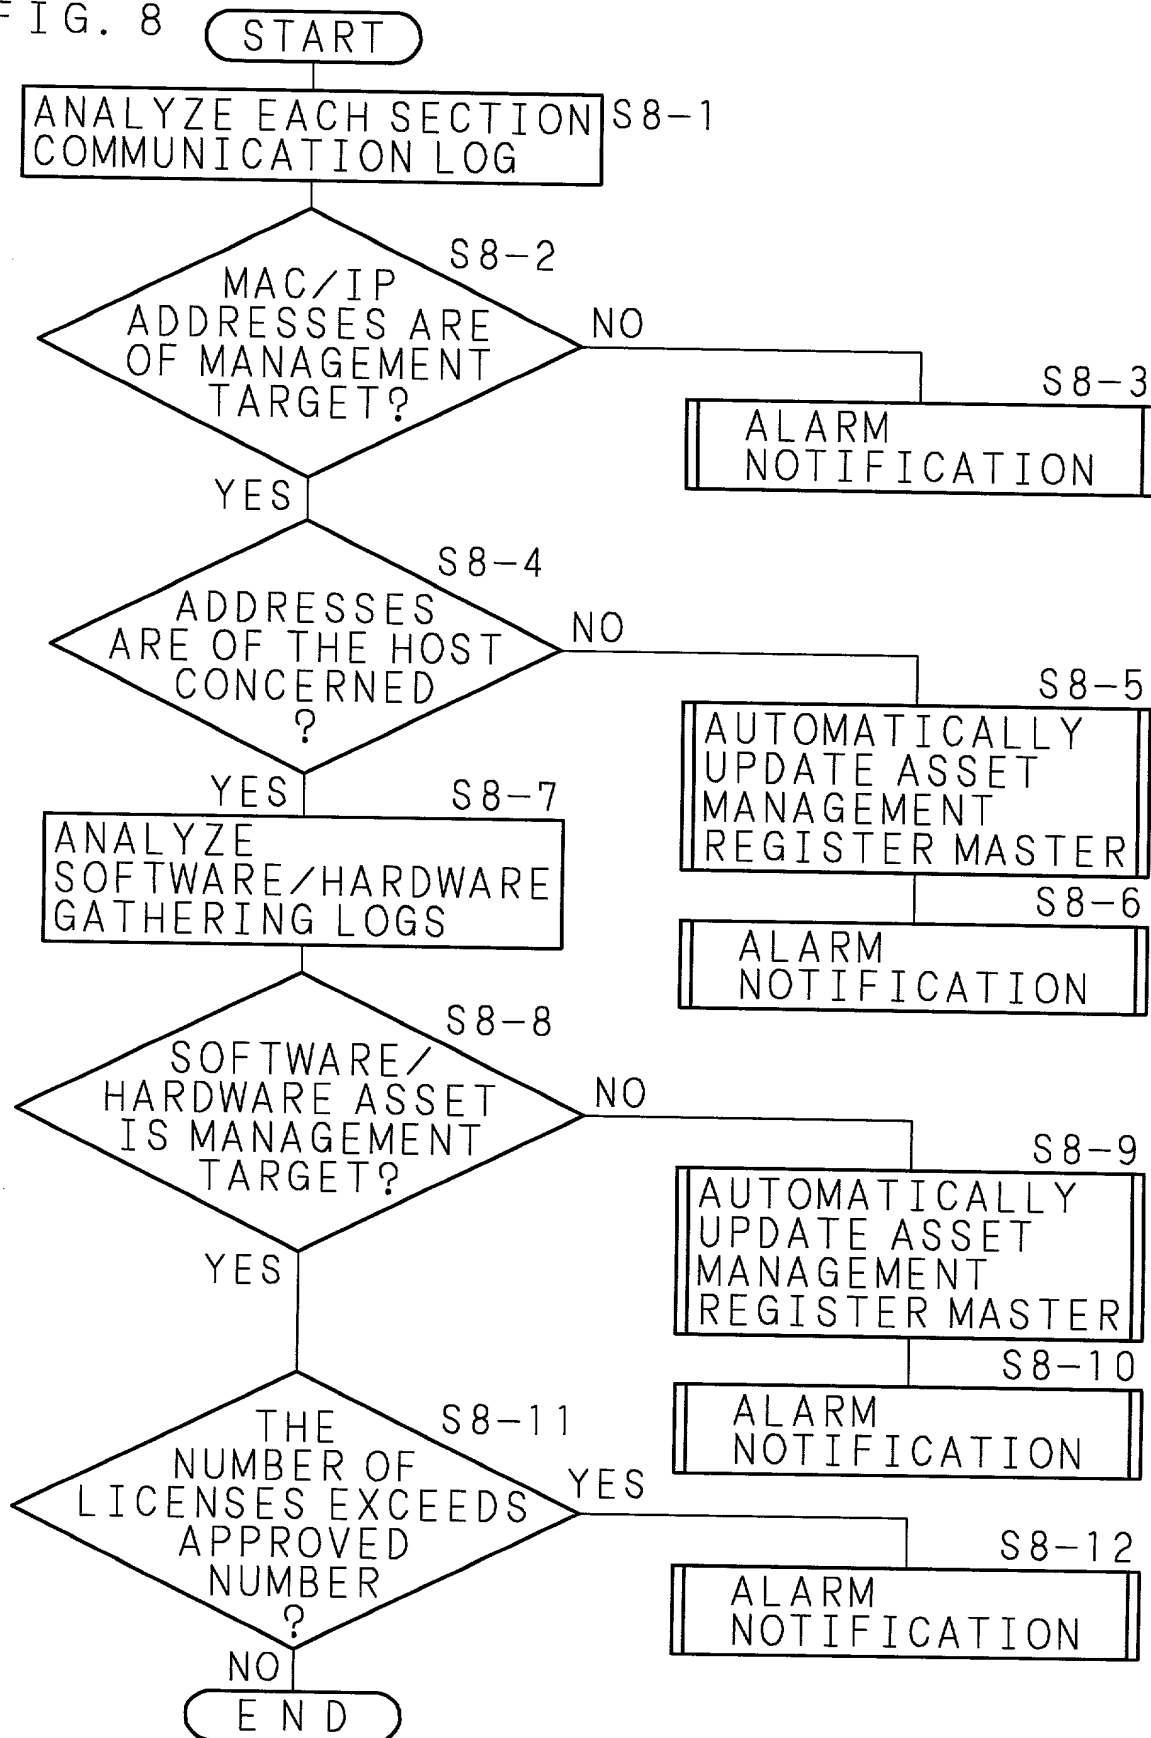 FIG. 8
START
ANALYZE EACH SECTION
COMMUNICATION LOG
S8-1
S8-2
MAC/IP
ADDRESSES ARE
OF MANAGEMENT
TARGET?
NO
S8-3
ALARM
NOTIFICATION
YES
S8-4
ADDRESSES
ARE OF THE HOST
CONCERNED
?
NO
S8-5
AUTOMATICALLY
UPDATE ASSET
MANAGEMENT
REGISTER MASTER
S8-6
ALARM
NOTIFICATION
YES
S8-7
ANALYZE
SOFTWARE/HARDWARE
GATHERING LOGS
S8-8
SOFTWARE/
HARDWARE ASSET
IS MANAGEMENT
TARGET?
NO
S8-9
AUTOMATICALLY
UPDATE ASSET
MANAGEMENT
REGISTER MASTER
S8-10
ALARM
NOTIFICATION
YES
S8-11
THE
NUMBER OF
LICENSES EXCEEDS
APPROVED
NUMBER
?
YES
S8-12
ALARM
NOTIFICATION
NO
END